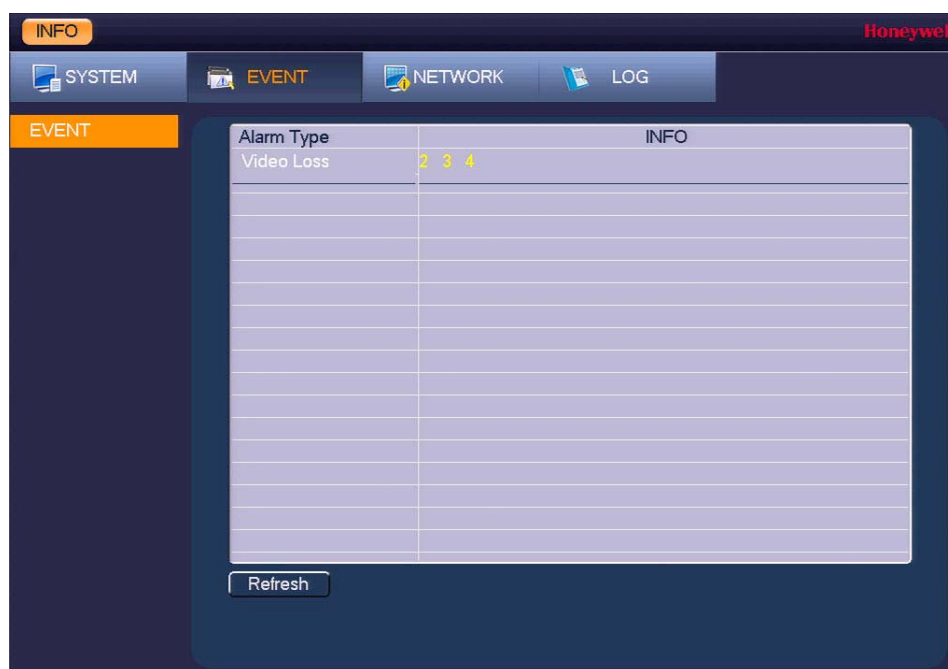 INFO
Honeywel
SYSTEM EVENT NETWORK LOG
EVENT
Alarm Type INFO
Video Loss 2 3 4
Refresh